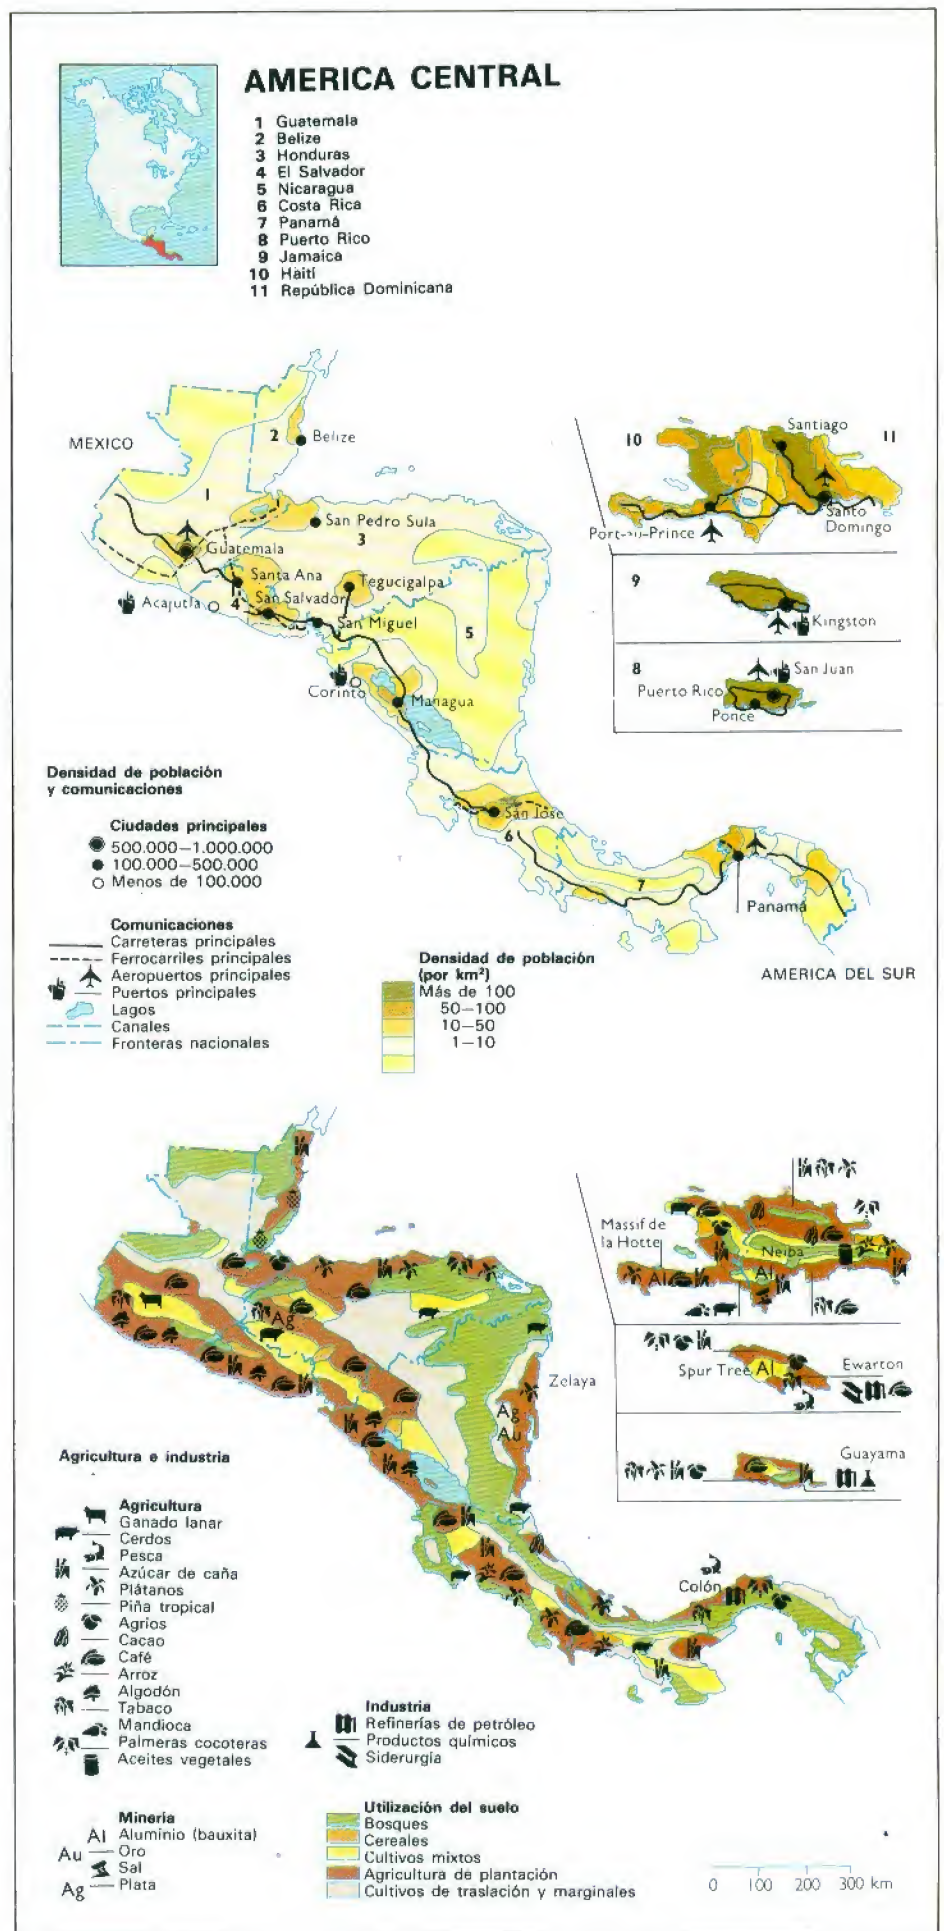 AMERICA CENTRAL
1 Guatemala
2 Belize
3 Honduras
4 El Salvador
5 Nicaragua
6 Costa Rica
7 Panamá
8 Puerto Rico
9 Jamaica
10 Haití
11 República Dominicana
MEXICO
2
Belize
1
San Pedro Sula
3
Guatemala
Santa Ana
Tegucigalpa
Acajutla
4
San Salvador
San Miguel
5
Corinto
Managua
San José
6
7
Panamá
AMERICA DEL SUR
10
Santiago
11
Santo
Domingo
Port-au-Prince
9
Kingston
8
San Juan
Puerto Rico
Ponce
Densidad de población
y comunicaciones
Ciudades principales
500.000—1.000.000
100.000—500.000
Menos de 100.000
Comunicaciones
Carreteras principales
Ferrocarriles principales
Aeropuertos principales
Puertos principales
Lagos
Canales
Fronteras nacionales
Densidad de población
(por km²)
Más de 100
50—100
10—50
1—10
Massif de
la Hotte
Neiba
Al
Al
Ag
Zelaya
Ag
Au
Spur Tree
Al
Ewarton
Guayama
Colón
Agricultura e industria
Agricultura
Ganado lanar
Cerdos
Pesca
Azúcar de caña
Plátanos
Piña tropical
Agrios
Cacao
Café
Arroz
Algodón
Tabaco
Mandioca
Palmeras cocoteras
Aceites vegetales
Industria
Refinerías de petróleo
Productos químicos
Siderurgia
Minería
Al Aluminio (bauxita)
Au Oro
Sal
Ag Plata
Utilización del suelo
Bosques
Cereales
Cultivos mixtos
Agricultura de plantación
Cultivos de traslación y marginales
0 100 200 300 km